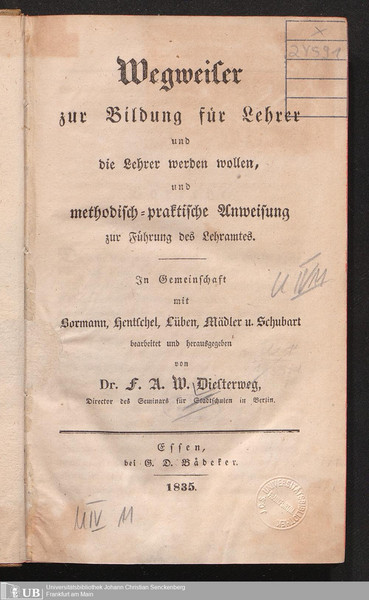 x
24591
Wegweiser
zur Bildung für Lehrer
und
die Lehrer werden wollen,
und
methodisch-praktische Anweisung
zur Führung des Lehramtes.
In Gemeinschaft
mit
Bormann, Hentschel, Lüben, Mädler u. Schubart
bearbeitet und herausgegeben
von
Dr. F. A. W. Diesterweg,
Director des Seminars für Stadtschulen in Berlin.
Essen,
bei G. D. Bädeker.
1835.
UB
Universitätsbibliothek Johann Christian Senckenberg
Frankfurt am Main